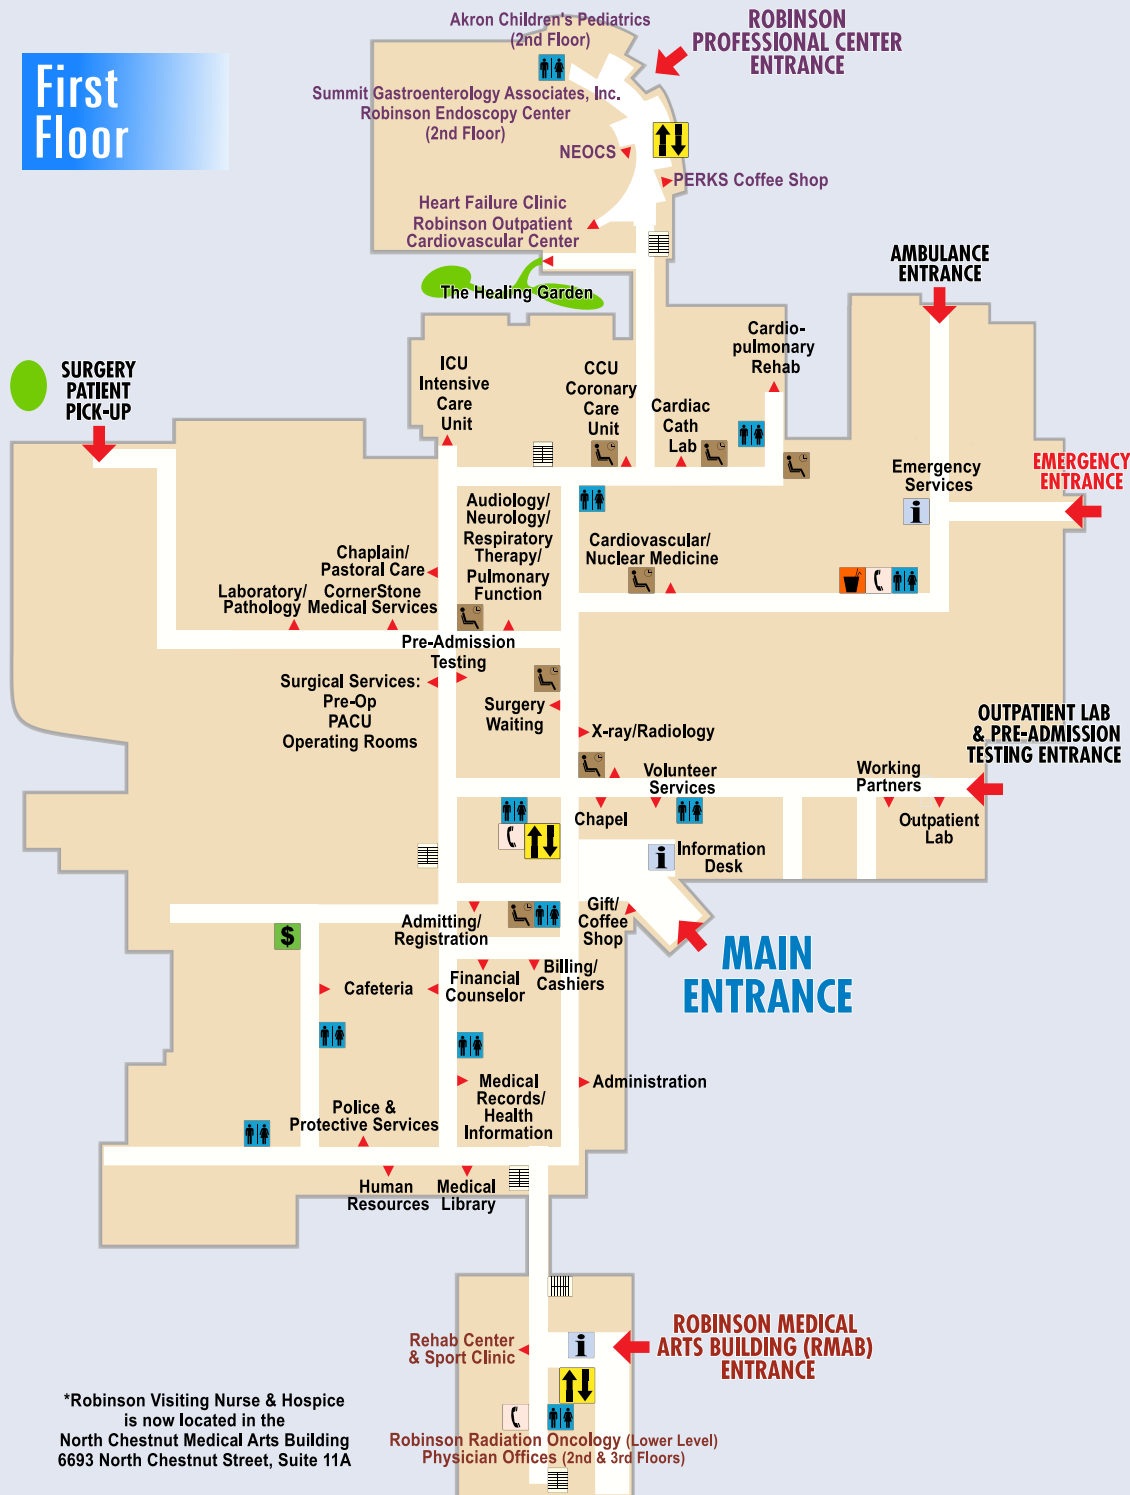 First
Floor
Akron Children's Pediatrics
(2nd Floor)
ROBINSON
PROFESSIONAL CENTER
ENTRANCE
Summit Gastroenterology Associates, Inc.
Robinson Endoscopy Center
(2nd Floor)
NEOCS
PERKS Coffee Shop
Heart Failure Clinic
Robinson Outpatient
Cardiovascular Center
The Healing Garden
AMBULANCE
ENTRANCE
SURGERY
PATIENT
PICK-UP
ICU
Intensive
Care
Unit
CCU
Coronary
Care
Unit
Cardiac
Cath
Lab
Cardio-
pulmonary
Rehab
Emergency
Services
i
EMERGENCY
ENTRANCE
Audiology/
Neurology/
Respiratory
Therapy/
Pulmonary
Function
Cardiovascular/
Nuclear Medicine
Chaplain/
Pastoral Care
Laboratory/
Pathology
CornerStone
Medical Services
Pre-Admission
Testing
Surgical Services:
Pre-Op
PACU
Operating Rooms
Surgery
Waiting
X-ray/Radiology
OUTPATIENT LAB
& PRE-ADMISSION
TESTING ENTRANCE
Volunteer
Services
Working
Partners
Chapel
Outpatient
Lab
i
Information
Desk
Admitting/
Registration
Gift/
Coffee
Shop
$
MAIN
ENTRANCE
Cafeteria
Financial
Counselor
Billing/
Cashiers
Medical
Records/
Health
Information
Administration
Police &
Protective Services
Human
Resources
Medical
Library
Rehab Center
& Sport Clinic
i
ROBINSON MEDICAL
ARTS BUILDING (RMAB)
ENTRANCE
Robinson Radiation Oncology (Lower Level)
Physician Offices (2nd & 3rd Floors)
*Robinson Visiting Nurse & Hospice
is now located in the
North Chestnut Medical Arts Building
6693 North Chestnut Street, Suite 11A